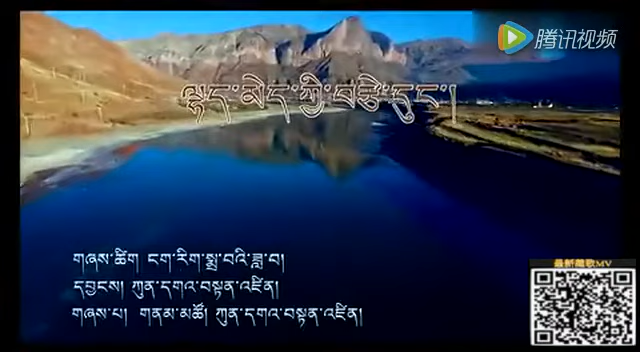 腾讯视频
ལྷད་མེད་ཀྱི་བརྩེ་དུང་།
གཞས་ཚིག ངག་རིག་སྨྲ་བའི་ཟླ་བ།
དབྱངས། ཀུན་དགའ་བསྟན་འཛིན།
གཞས་པ། གནམ་མཚོ། ཀུན་དགའ་བསྟན་འཛིན།
最新藏歌MV